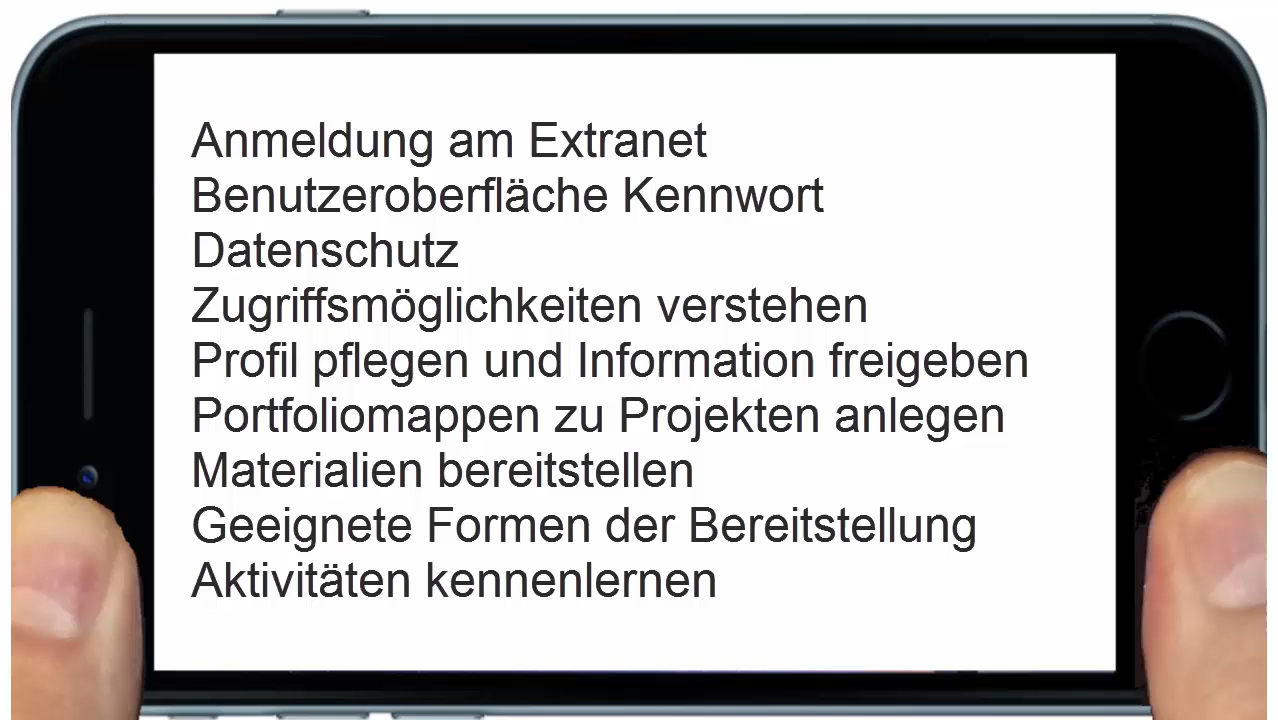 Anmeldung am Extranet
Benutzeroberfläche Kennwort
Datenschutz
Zugriffsmöglichkeiten verstehen
Profil pflegen und Information freigeben
Portfoliomappen zu Projekten anlegen
Materialien bereitstellen
Geeignete Formen der Bereitstellung
Aktivitäten kennenlernen